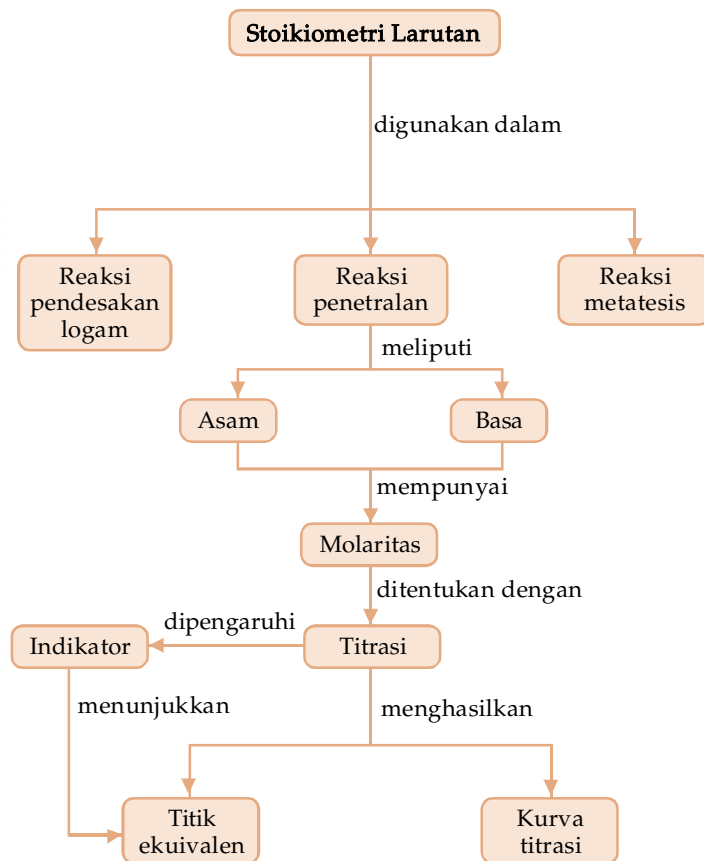 Stoikiometri Larutan
digunakan dalam
Reaksi
pendesakan
logam
Reaksi
penetralan
Reaksi
metatesis
meliputi
Asam
Basa
mempunyai
Molaritas
ditentukan dengan
dipengaruhi
Indikator
Titrasi
menunjukkan
menghasilkan
Titik
ekuivalen
Kurva
titrasi